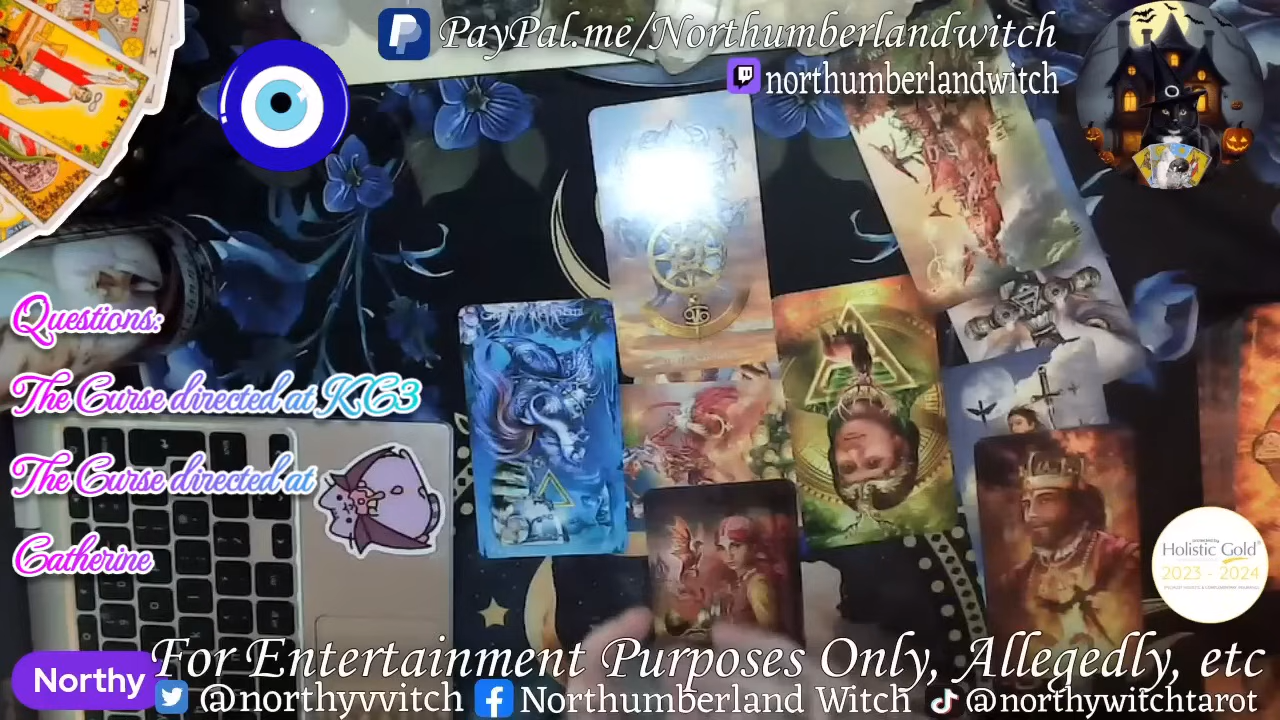 PayPal.me/Northumberlandwitch
northumberlandwitch
Questions:
The Curse directed at KC3
The Curse directed at
Catherine
Holistic Gold
2023 - 2024
For Entertainment Purposes Only, Allegedly, etc
Northy
@northyvvitch
Northumberland Witch
@northywitchtarot